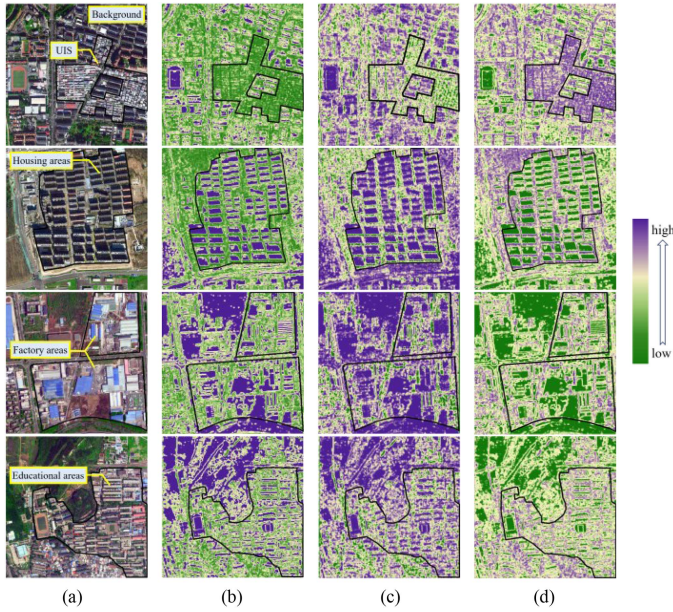 Background
UIS
Housing areas
Factory areas
Educational areas
high
low
(a)
(b)
(c)
(d)